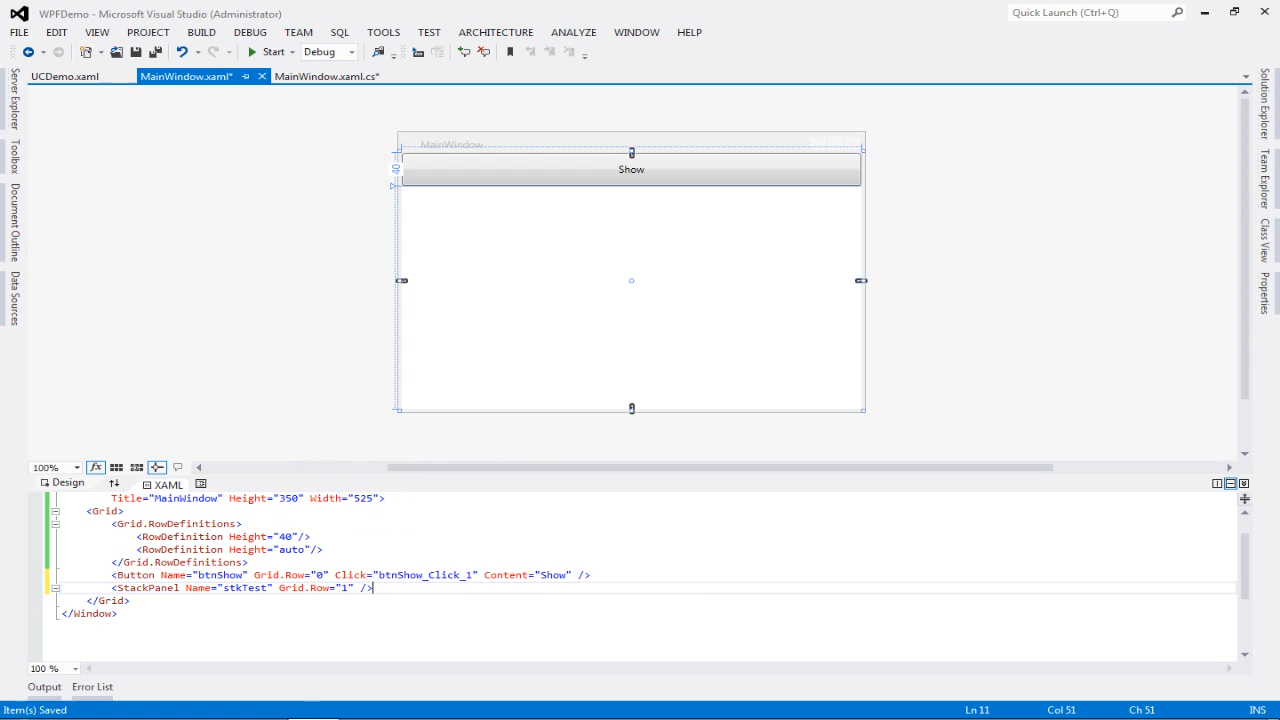 WPFDemo - Microsoft Visual Studio (Administrator)
Quick Launch (Ctrl+Q)
FILE EDIT VIEW PROJECT BUILD DEBUG TEAM SQL TOOLS TEST ARCHITECTURE ANALYZE WINDOW HELP
Start Debug
UCDemo.xaml MainWindow.xaml* MainWindow.xaml.cs*
Server Explorer
Toolbox
Document Outline
Data Sources
Solution Explorer
Team Explorer
Class View
Properties
MainWindow
40
Show
100% fx
Design XAML
Title="MainWindow" Height="350" Width="525">
<Grid>
<Grid.RowDefinitions>
<RowDefinition Height="40"/>
<RowDefinition Height="auto"/>
</Grid.RowDefinitions>
<Button Name="btnShow" Grid.Row="0" Click="btnShow_Click_1" Content="Show" />
<StackPanel Name="stkTest" Grid.Row="1" />
</Grid>
</Window>
100 %
Output Error List
Item(s) Saved Ln 11 Col 51 Ch 51 INS